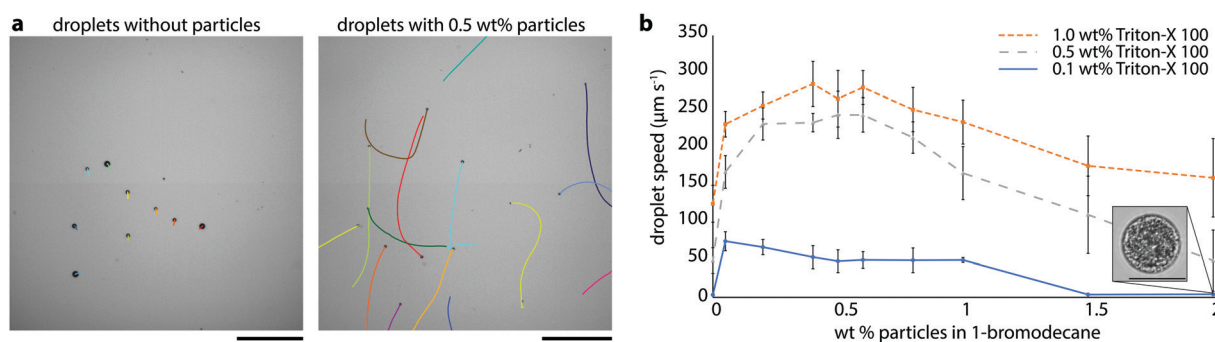 a
droplets without particles
droplets with 0.5 wt% particles
b
droplet speed (µm s⁻¹)
350
300
250
200
150
100
50
0
1.0 wt% Triton-X 100
0.5 wt% Triton-X 100
0.1 wt% Triton-X 100
0 0.5 1 1.5 2
wt % particles in 1-bromodecane